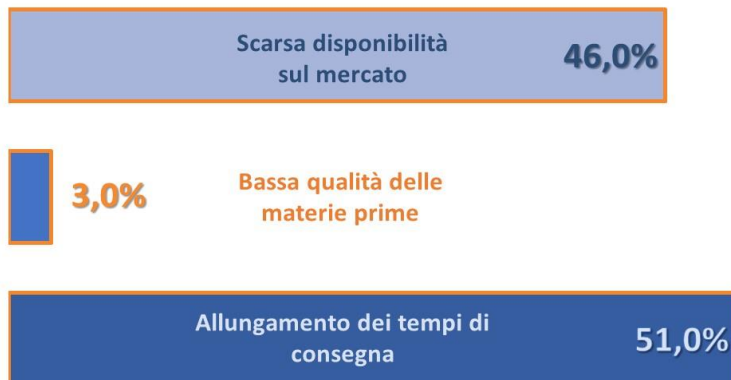 Scarsa disponibilità
sul mercato
46,0%
3,0%
Bassa qualità delle
materie prime
Allungamento dei tempi di
consegna
51,0%